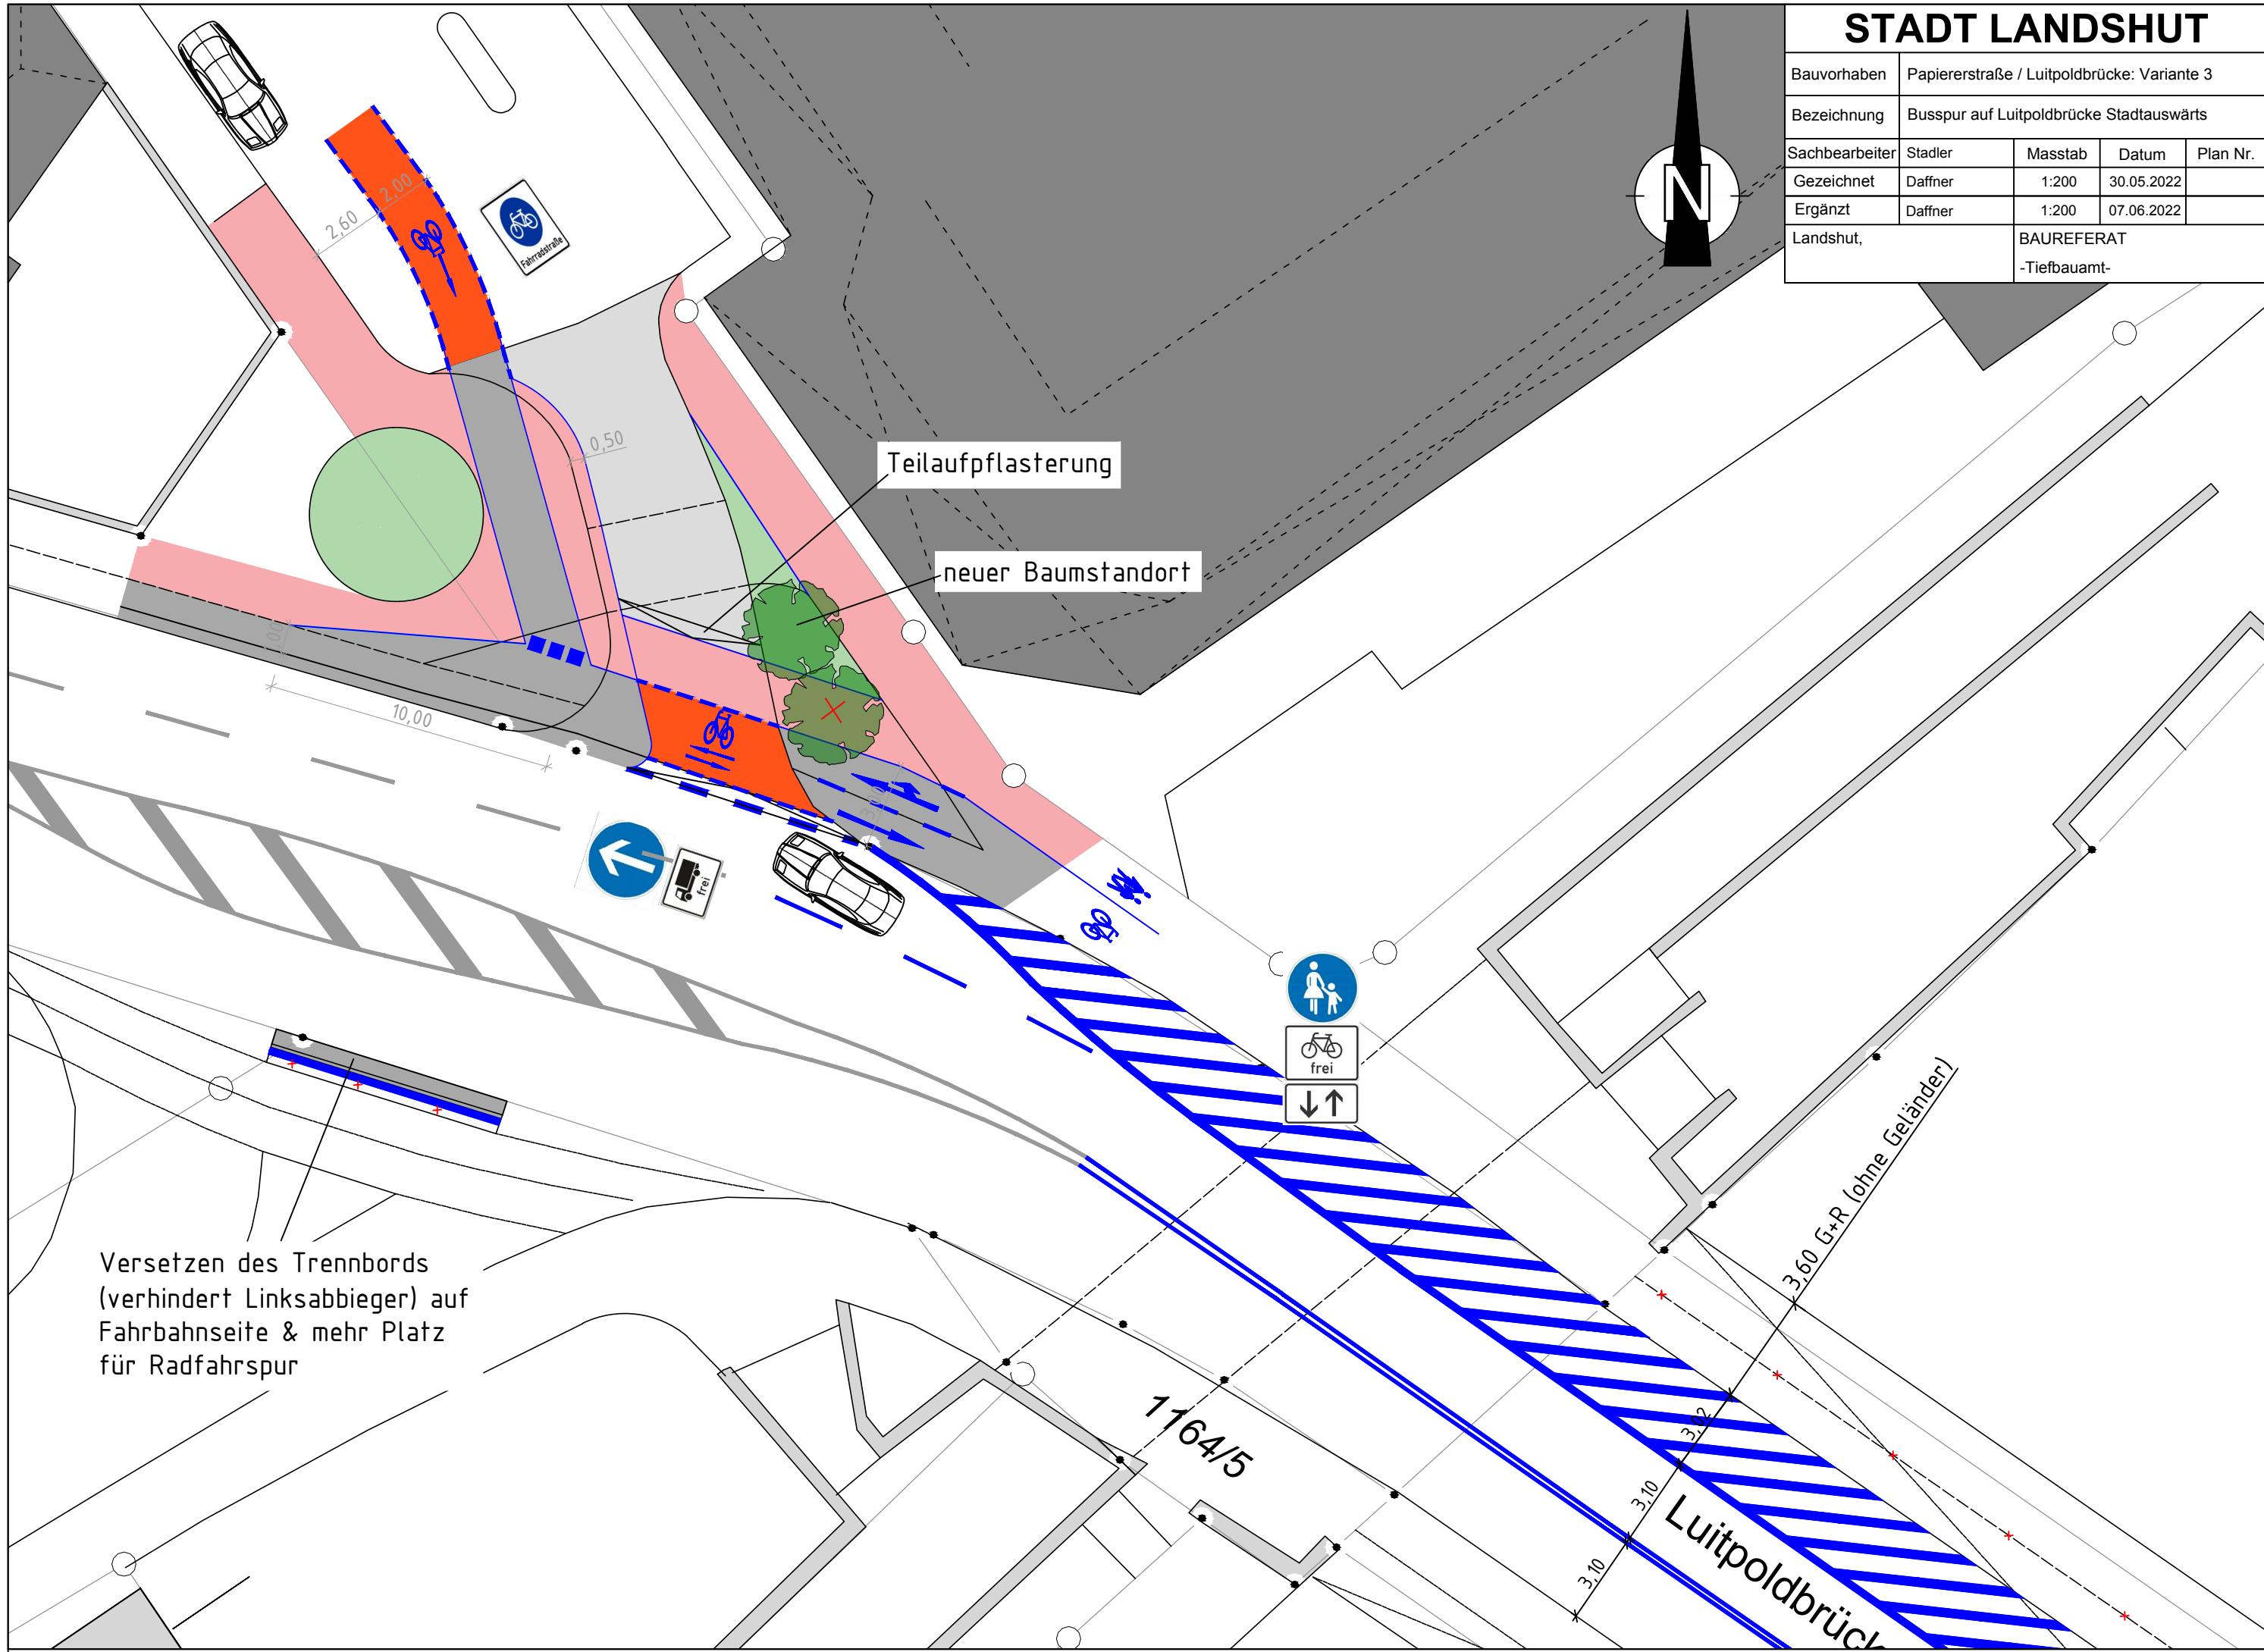 STADT LANDSHUT
Bauvorhaben Papiererstraße / Luitpoldbrücke: Variante 3
Bezeichnung Busspur auf Luitpoldbrücke Stadtauswärts
Sachbearbeiter Stadler Masstab Datum Plan Nr.
Gezeichnet Daffner 1:200 30.05.2022
Ergänzt Daffner 1:200 07.06.2022
Landshut, BAUREFERAT
-Tiefbauamt-
N
2,60
2,00
Fahrradstraße
0,50
Teilaufpflasterung
neuer Baumstandort
10,00
frei
frei
Versetzen des Trennbords
(verhindert Linksabbieger) auf
Fahrbahnseite & mehr Platz
für Radfahrspur
3,60 G+R (ohne Geländer)
3,02
3,10
3,10
1164/5
Luitpoldbrück